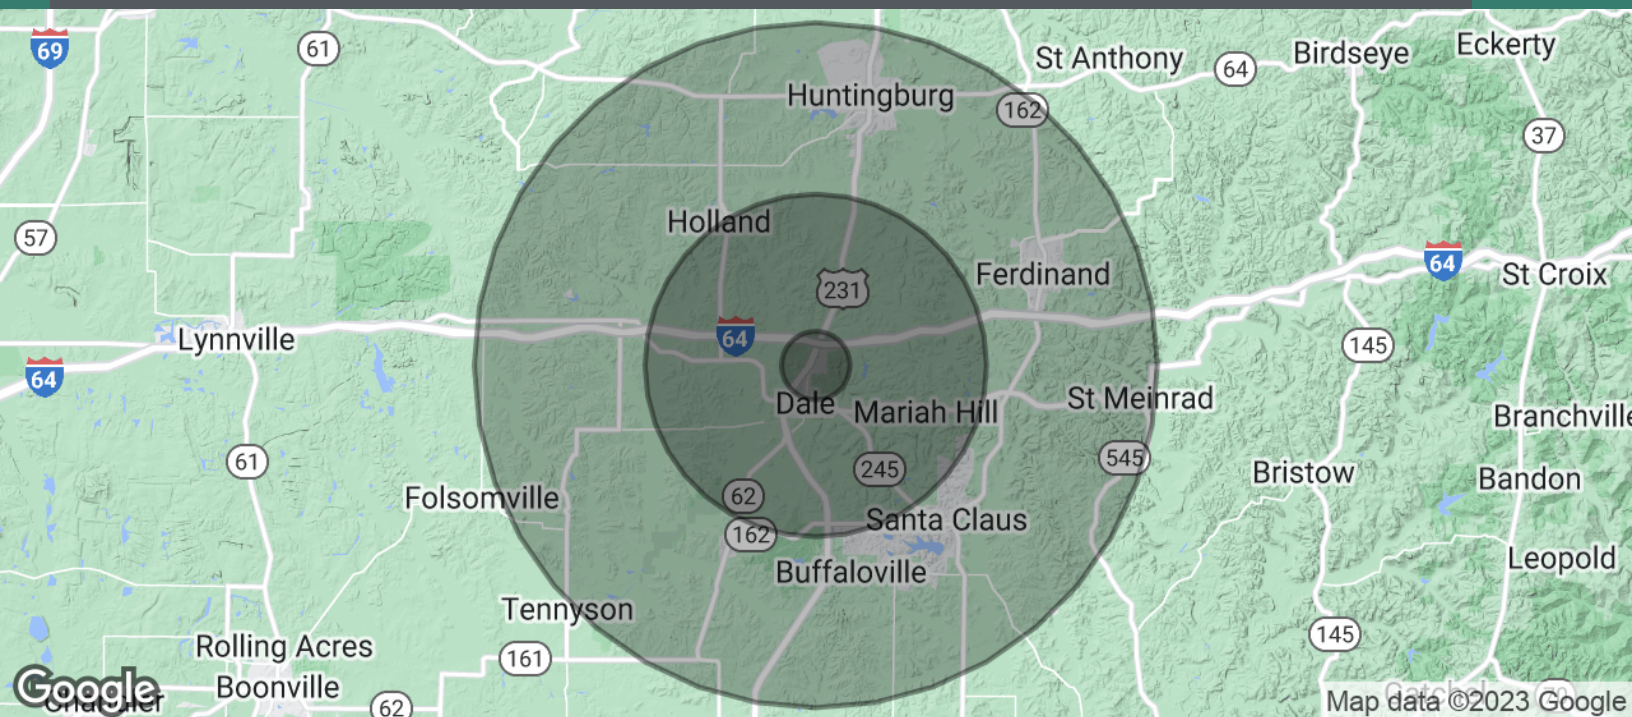 69
61
St Anthony
64
Birdseye
Eckerty
Huntingburg
162
37
Holland
57
231
Ferdinand
64
St Croix
Lynnville
64
64
145
Dale
Mariah Hill
St Meinrad
Branchville
61
245
545
Bristow
Bandon
Folsomville
62
162
Santa Claus
Buffaloville
Leopold
Tennyson
145
Rolling Acres
161
Boonville
62
Google
Map data ©2023 Google